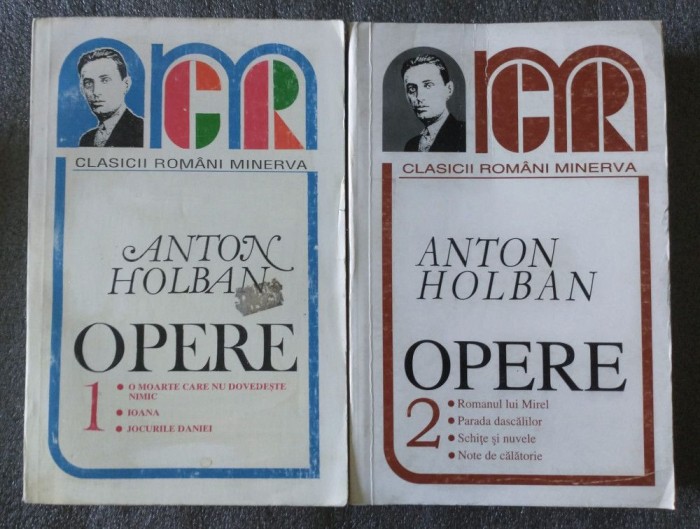 CR
CLASICII ROMÂNI MINERVA
ANTON
HOLBAN
OPERE
1
• O MOARTE CARE NU DOVEDEȘTE
NIMIC
• IOANA
• JOCURILE DANIEI
CR
CLASICII ROMÂNI MINERVA
ANTON
HOLBAN
OPERE
2
• Romanul lui Mirel
• Parada dascălilor
• Schițe și nuvele
• Note de călătorie